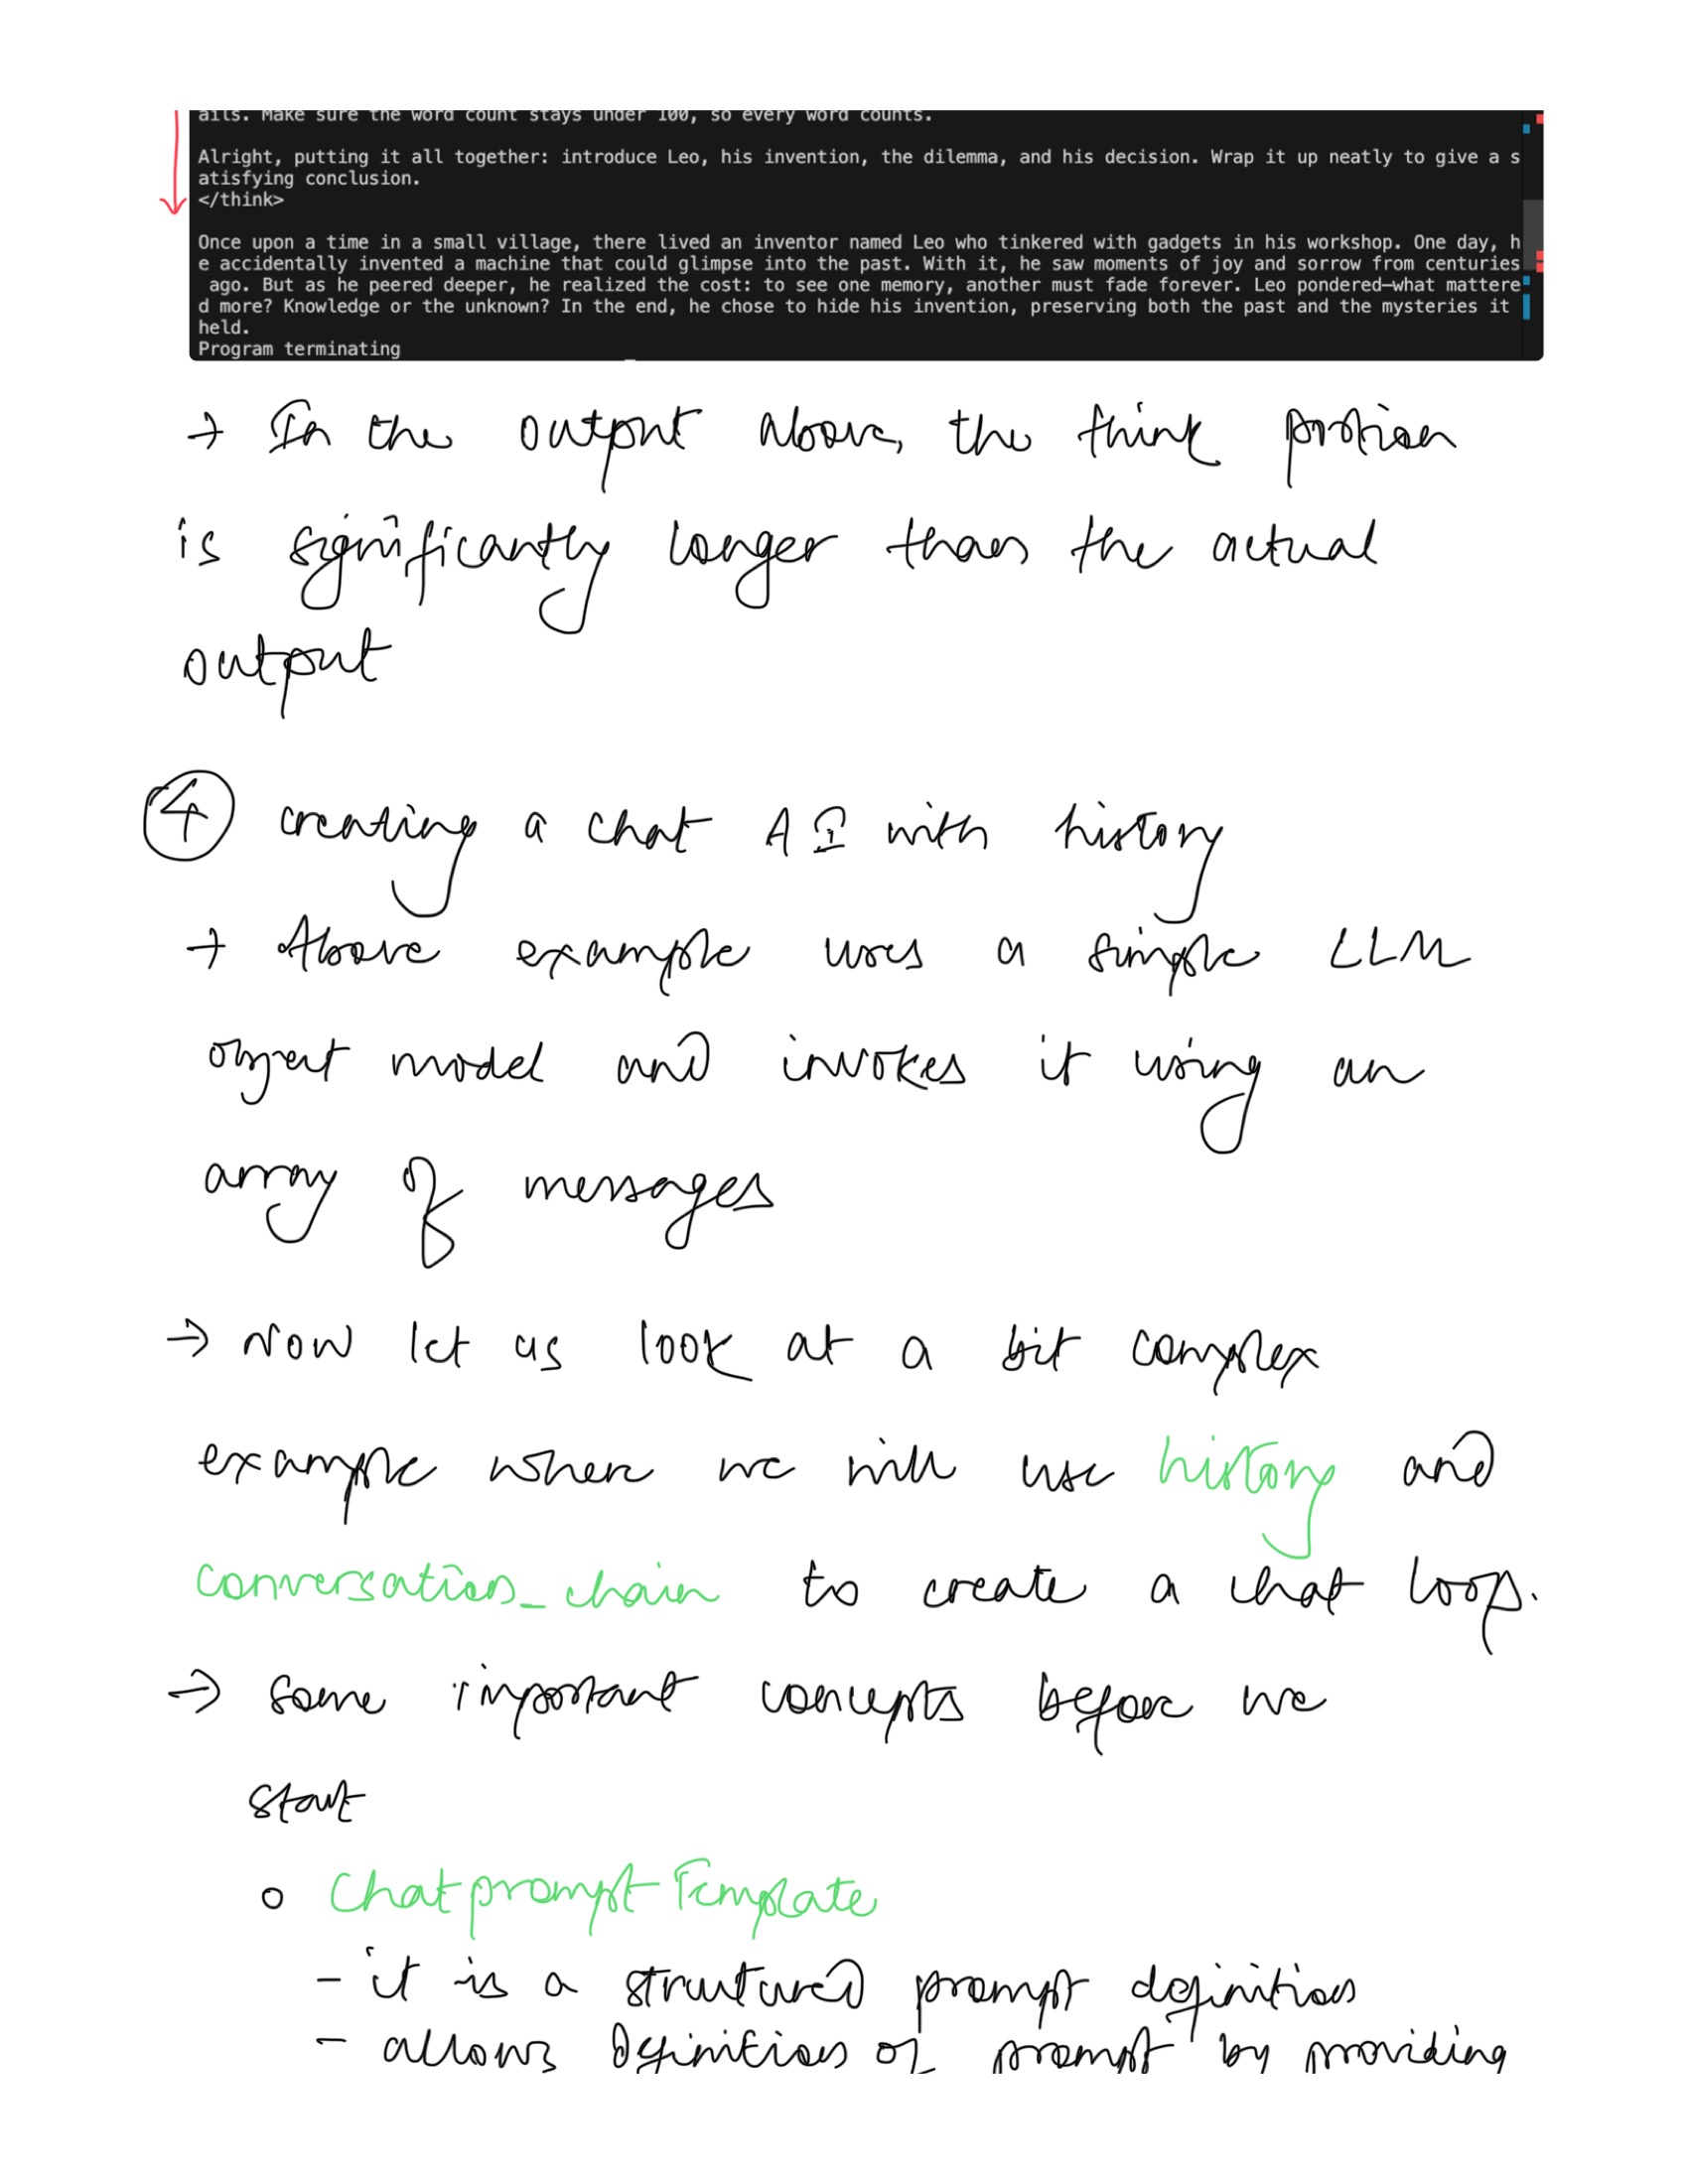 ails. Make sure the word count stays under 100, so every word counts.
Alright, putting it all together: introduce Leo, his invention, the dilemma, and his decision. Wrap it up neatly to give a s
atisfying conclusion.
</think>
Once upon a time in a small village, there lived an inventor named Leo who tinkered with gadgets in his workshop. One day, h
e accidentally invented a machine that could glimpse into the past. With it, he saw moments of joy and sorrow from centuries
ago. But as he peered deeper, he realized the cost: to see one memory, another must fade forever. Leo pondered—what mattere
d more? Knowledge or the unknown? In the end, he chose to hide his invention, preserving both the past and the mysteries it
held.
Program terminating
→ In the output above, the think portion
is significantly longer than the actual
output
4 creating a chat AI with history
→ Above example uses a simple LLM
object model and invokes it using an
array of messages
→ Now let us look at a bit complex
example where we will use history and
conversation_chain to create a chat loop.
→ some important concepts before we
start
o ChatpromptTemplate
- it is a structured prompt definition
- allows definition of prompt by providing